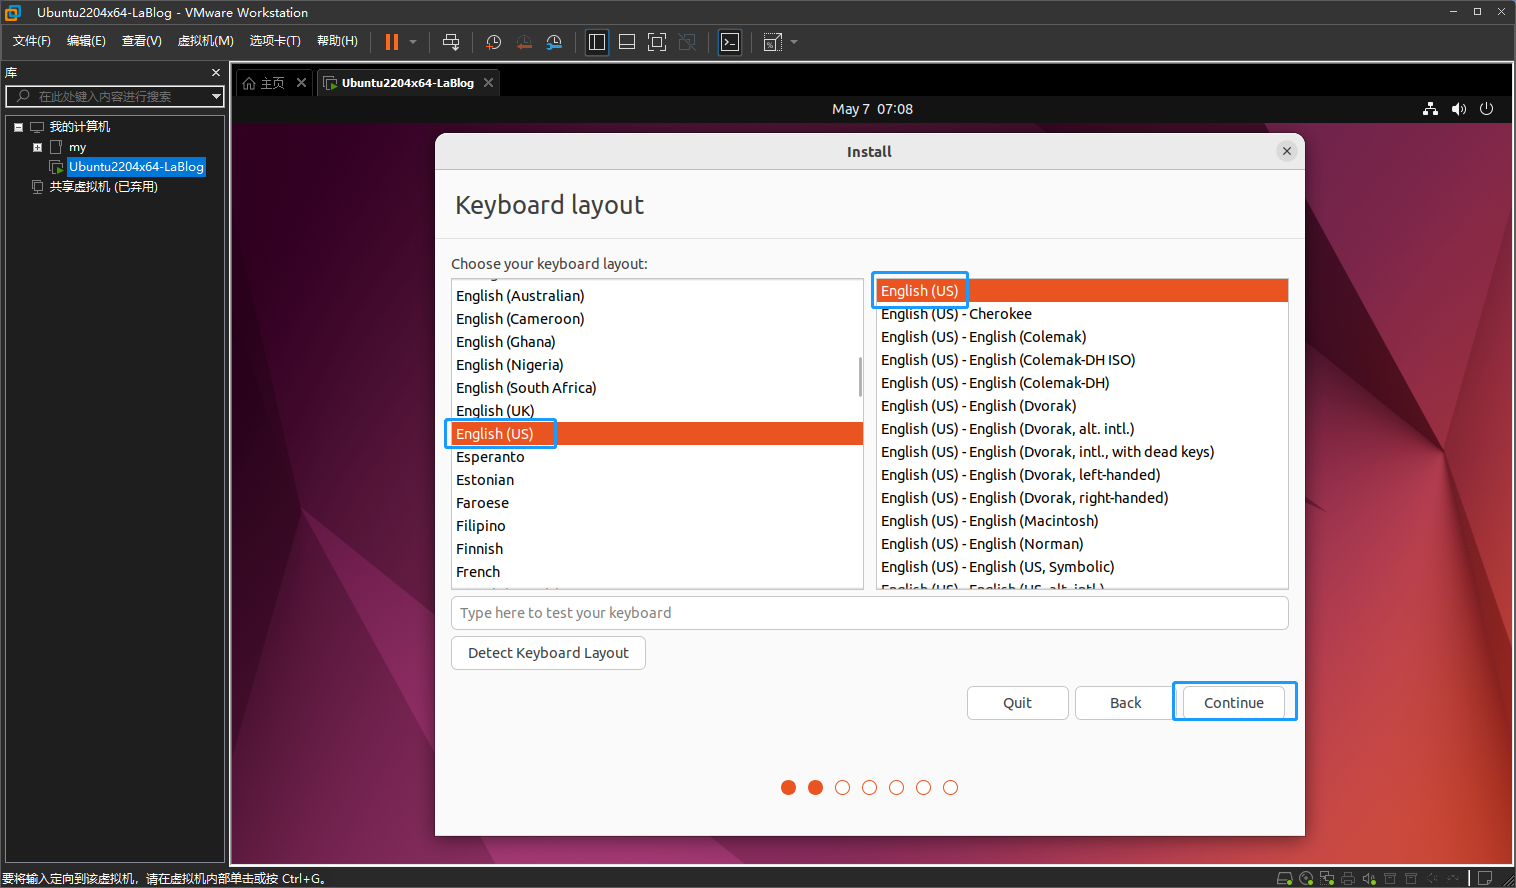 Ubuntu2204x64-LaBlog - VMware Workstation
文件(F) 编辑(E) 查看(V) 虚拟机(M) 选项卡(T) 帮助(H)
库
在此处键入内容进行搜索
我的计算机
my
Ubuntu2204x64-LaBlog
共享虚拟机 (已弃用)
主页
Ubuntu2204x64-LaBlog
May 7 07:08
Install
Keyboard layout
Choose your keyboard layout:
English (Australian)
English (Cameroon)
English (Ghana)
English (Nigeria)
English (South Africa)
English (UK)
English (US)
Esperanto
Estonian
Faroese
Filipino
Finnish
French
English (US)
English (US) - Cherokee
English (US) - English (Colemak)
English (US) - English (Colemak-DH ISO)
English (US) - English (Colemak-DH)
English (US) - English (Dvorak)
English (US) - English (Dvorak, alt. intl.)
English (US) - English (Dvorak, intl., with dead keys)
English (US) - English (Dvorak, left-handed)
English (US) - English (Dvorak, right-handed)
English (US) - English (Macintosh)
English (US) - English (Norman)
English (US) - English (US, Symbolic)
English (US) - English (US, alt. intl.)
Type here to test your keyboard
Detect Keyboard Layout
Quit
Back
Continue
要将输入定向到该虚拟机，请在虚拟机内部单击或按 Ctrl+G。